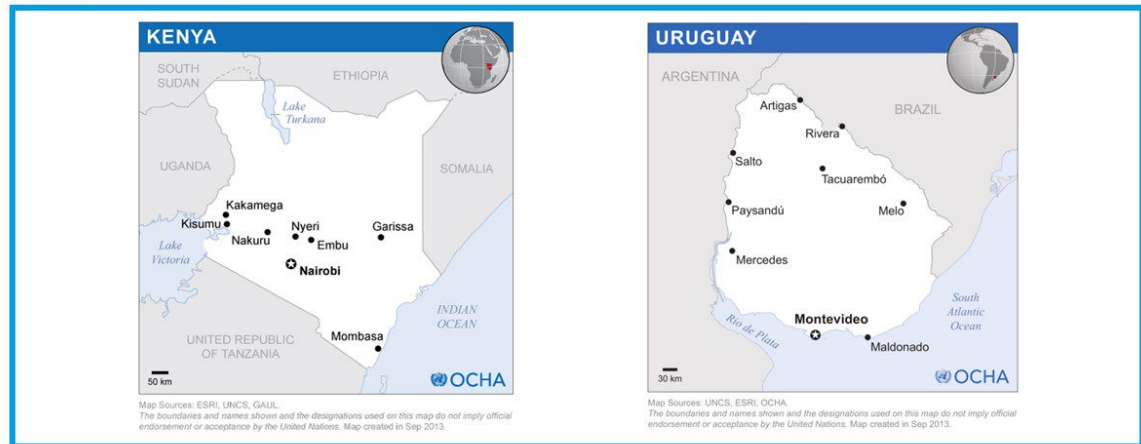 KENYA
SOUTH
SUDAN
ETHIOPIA
Lake
Turkana
UGANDA
SOMALIA
Kakamega
Kisumu
Nyeri
Garissa
Nakuru
Embu
Lake
Victoria
Nairobi
INDIAN
OCEAN
UNITED REPUBLIC
OF TANZANIA
Mombasa
50 km
OCHA
Map Sources: ESRI, UNCS, GAUL.
The boundaries and names shown and the designations used on this map do not imply official
endorsement or acceptance by the United Nations. Map created in Sep 2013.
URUGUAY
ARGENTINA
Artigas
BRAZIL
Rivera
Salto
Tacuarembó
Paysandú
Melo
Mercedes
South
Atlantic
Ocean
Rio de Plata
Montevideo
Maldonado
30 km
OCHA
Map Sources: UNCS, ESRI, OCHA.
The boundaries and names shown and the designations used on this map do not imply official
endorsement or acceptance by the United Nations. Map created in Sep 2013.